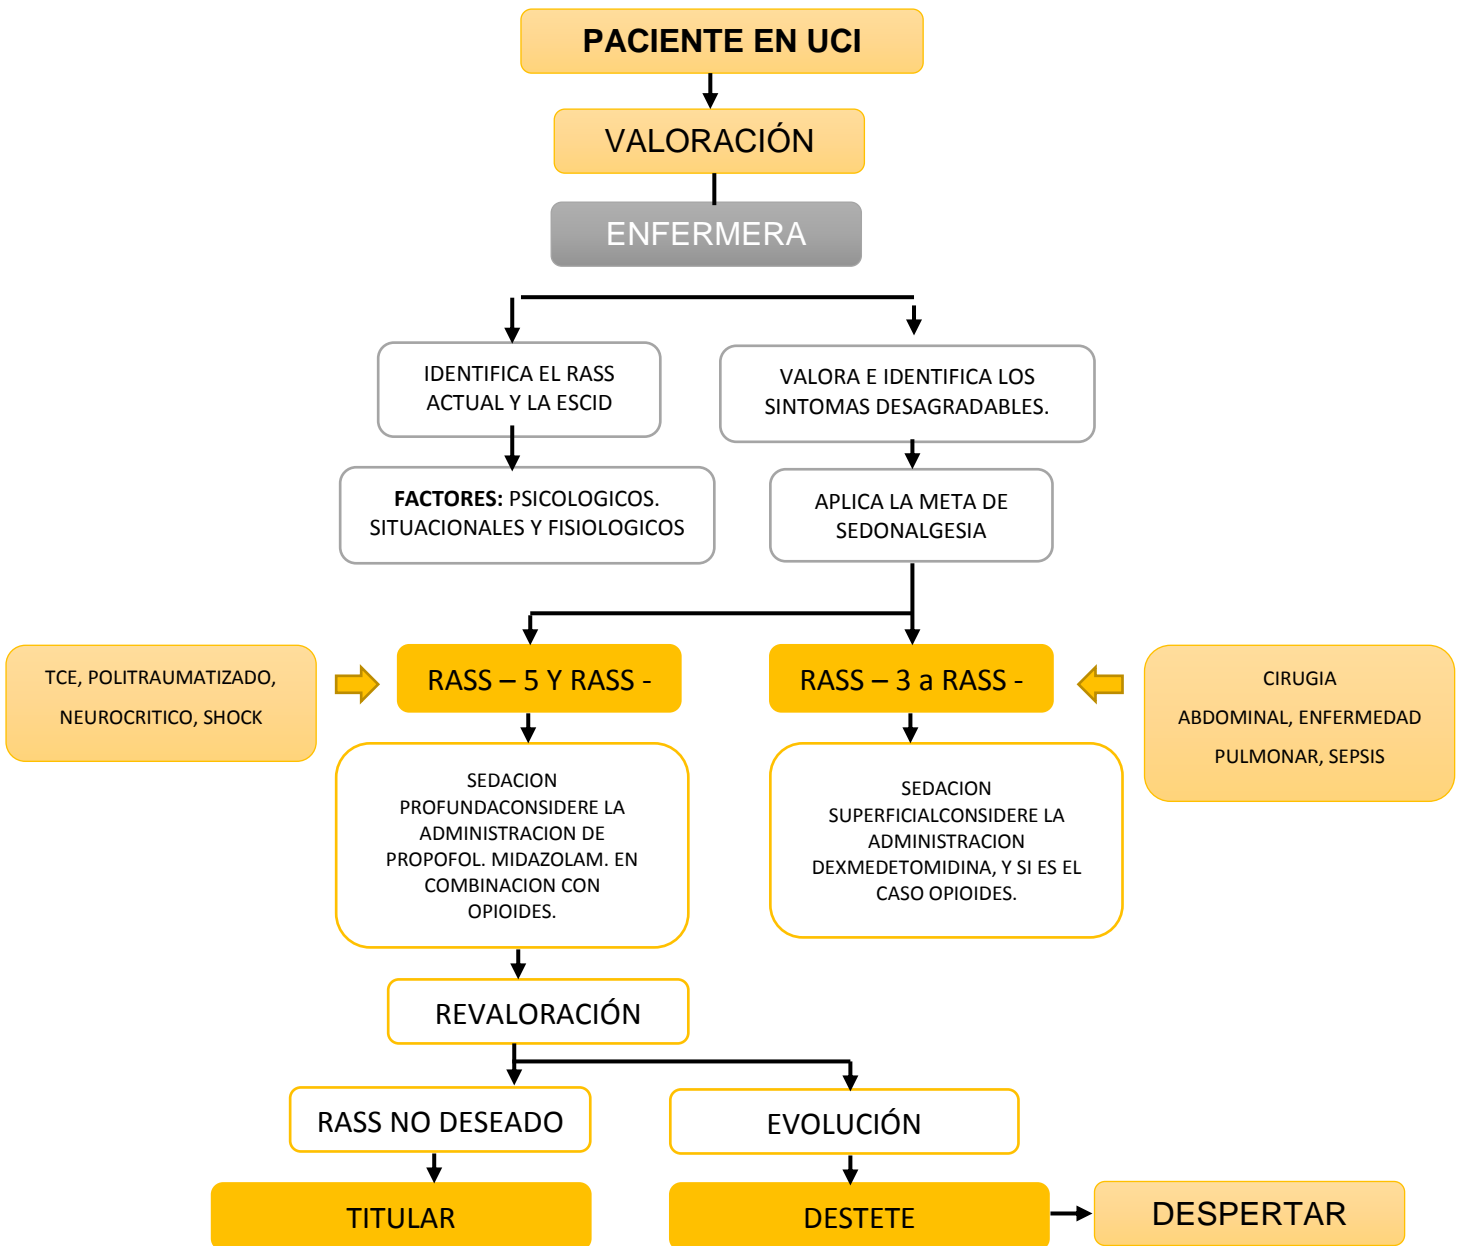 PACIENTE EN UCI
VALORACIÓN
ENFERMERA
IDENTIFICA EL RASS
ACTUAL Y LA ESCID
VALORA E IDENTIFICA LOS
SINTOMAS DESAGRADABLES.
FACTORES: PSICOLOGICOS.
SITUACIONALES Y FISIOLOGICOS
APLICA LA META DE
SEDONALGESIA
TCE, POLITRAUMATIZADO,
NEUROCRITICO, SHOCK
RASS – 5 Y RASS -
RASS – 3 a RASS -
CIRUGIA
ABDOMINAL, ENFERMEDAD
PULMONAR, SEPSIS
SEDACION
PROFUNDACONSIDERE LA
ADMINISTRACION DE
PROPOFOL. MIDAZOLAM. EN
COMBINACION CON
OPIOIDES.
SEDACION
SUPERFICIALCONSIDERE LA
ADMINISTRACION
DEXMEDETOMIDINA, Y SI ES EL
CASO OPIOIDES.
REVALORACIÓN
RASS NO DESEADO
EVOLUCIÓN
TITULAR
DESTETE
DESPERTAR